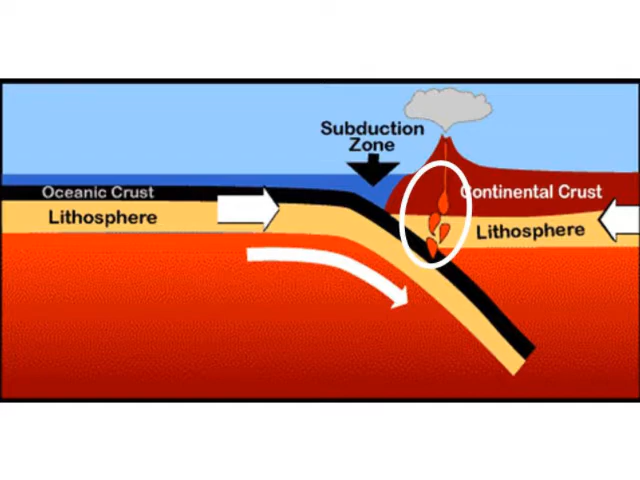 Subduction
Zone
Oceanic Crust
Continental Crust
Lithosphere
Lithosphere